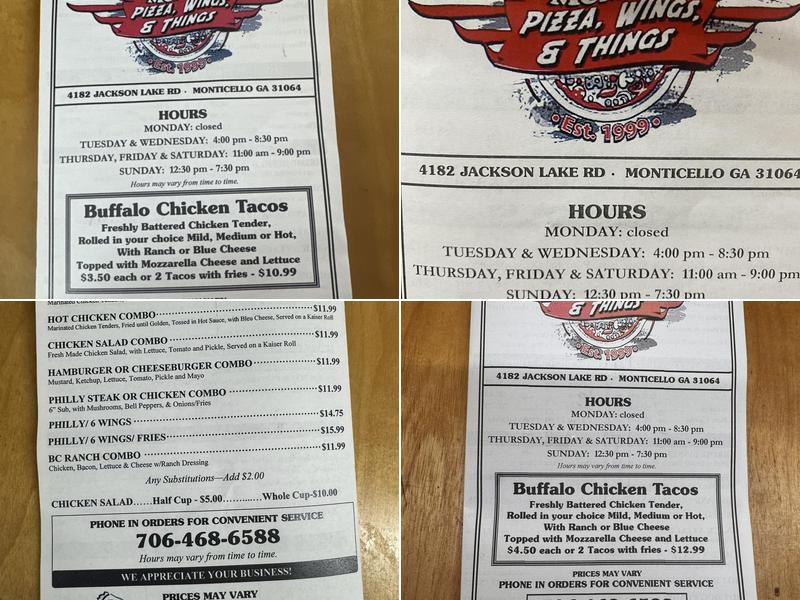 PIZZA, WINGS,
& THINGS
Est. 1999
4182 JACKSON LAKE RD · MONTICELLO GA 31064
HOURS
MONDAY: closed
TUESDAY & WEDNESDAY: 4:00 pm - 8:30 pm
THURSDAY, FRIDAY & SATURDAY: 11:00 am - 9:00 pm
SUNDAY: 12:30 pm - 7:30 pm
Hours may vary from time to time.
Buffalo Chicken Tacos
Freshly Battered Chicken Tender,
Rolled in your choice Mild, Medium or Hot,
With Ranch or Blue Cheese
Topped with Mozzarella Cheese and Lettuce
$3.50 each or 2 Tacos with fries - $10.99
PIZZA, WINGS,
& THINGS
Est. 1999
4182 JACKSON LAKE RD · MONTICELLO GA 31064
HOURS
MONDAY: closed
TUESDAY & WEDNESDAY: 4:00 pm - 8:30 pm
THURSDAY, FRIDAY & SATURDAY: 11:00 am - 9:00 pm
SUNDAY: 12:30 pm - 7:30 pm
HOT CHICKEN COMBO $11.99
Marinated Chicken Tenders, Fried until Golden, Tossed in Hot Sauce, with Bleu Cheese, Served on a Kaiser Roll
CHICKEN SALAD COMBO $11.99
Fresh Made Chicken Salad, with Lettuce, Tomato and Pickle, Served on a Kaiser Roll
HAMBURGER OR CHEESEBURGER COMBO $11.99
Mustard, Ketchup, Lettuce, Tomato, Pickle and Mayo
PHILLY STEAK OR CHICKEN COMBO $11.99
6" Sub, with Mushrooms, Bell Peppers, & Onions/Fries
PHILLY/ 6 WINGS $14.75
PHILLY/ 6 WINGS/ FRIES $15.99
BC RANCH COMBO $11.99
Chicken, Bacon, Lettuce & Cheese w/Ranch Dressing
Any Substitutions—Add $2.00
CHICKEN SALAD......Half Cup - $5.00............Whole Cup-$10.00
PHONE IN ORDERS FOR CONVENIENT SERVICE
706-468-6588
Hours may vary from time to time.
WE APPRECIATE YOUR BUSINESS!
PRICES MAY VARY
& THINGS
Est. 1999
4182 JACKSON LAKE RD · MONTICELLO GA 31064
HOURS
MONDAY: closed
TUESDAY & WEDNESDAY: 4:00 pm - 8:30 pm
THURSDAY, FRIDAY & SATURDAY: 11:00 am - 9:00 pm
SUNDAY: 12:30 pm - 7:30 pm
Hours may vary from time to time.
Buffalo Chicken Tacos
Freshly Battered Chicken Tender,
Rolled in your choice Mild, Medium or Hot,
With Ranch or Blue Cheese
Topped with Mozzarella Cheese and Lettuce
$4.50 each or 2 Tacos with fries - $12.99
PRICES MAY VARY
PHONE IN ORDERS FOR CONVENIENT SERVICE